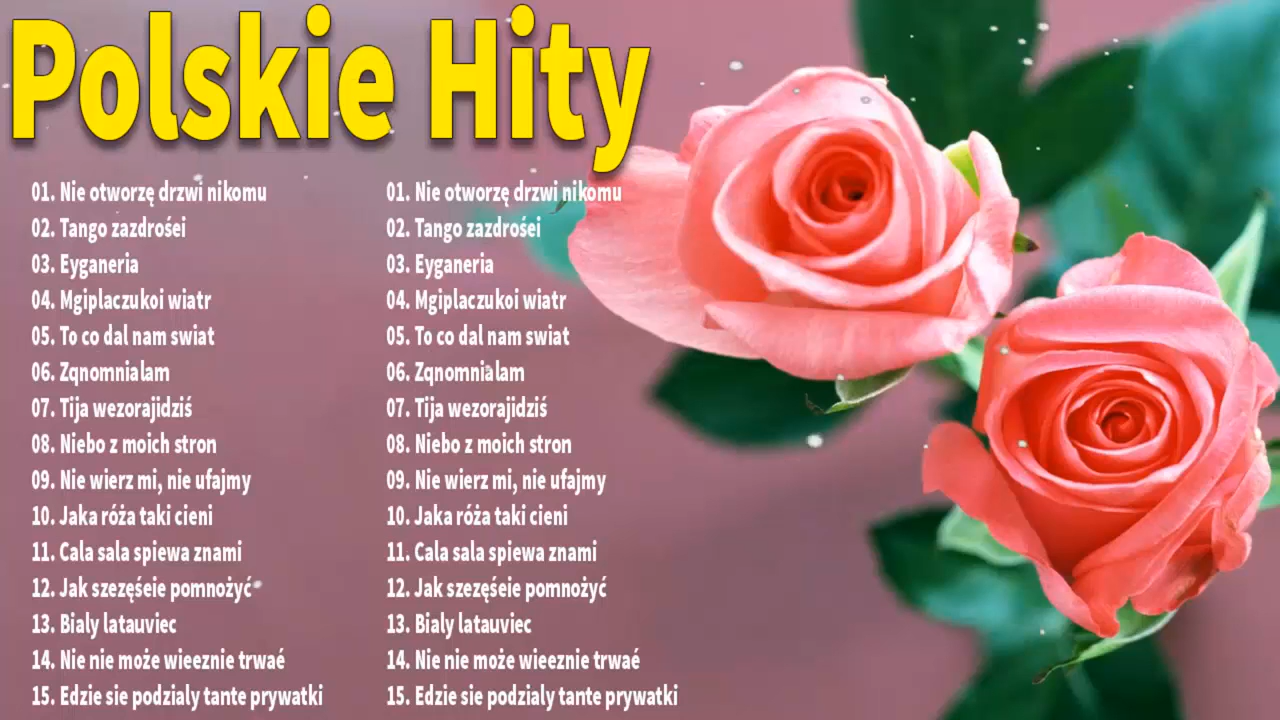 Polskie Hity
01. Nie otworzę drzwi nikomu
02. Tango zazdrośei
03. Eyganeria
04. Mgiplaczukoi wiatr
05. To co dal nam swiat
06. Zqnomnialam
07. Tija wezorajidziś
08. Niebo z moich stron
09. Nie wierz mi, nie ufajmy
10. Jaka róża taki cieni
11. Cala sala spiewa znami
12. Jak szezęśeie pomnożyć
13. Bialy latauviec
14. Nie nie może wieeznie trwać
15. Edzie sie podzialy tante prywatki
01. Nie otworzę drzwi nikomu
02. Tango zazdrośei
03. Eyganeria
04. Mgiplaczukoi wiatr
05. To co dal nam swiat
06. Zqnomnialam
07. Tija wezorajidziś
08. Niebo z moich stron
09. Nie wierz mi, nie ufajmy
10. Jaka róża taki cieni
11. Cala sala spiewa znami
12. Jak szezęśeie pomnożyć
13. Bialy latauviec
14. Nie nie może wieeznie trwać
15. Edzie sie podzialy tante prywatki